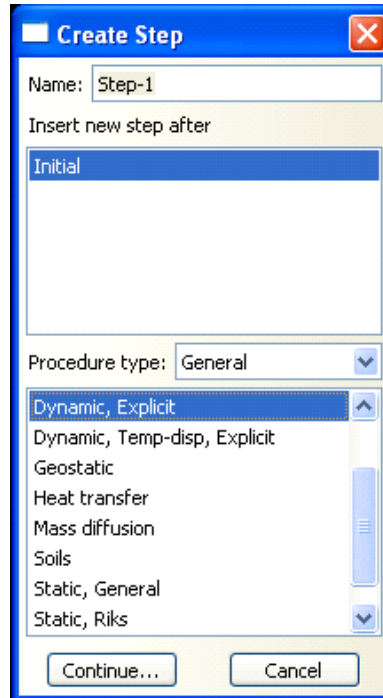 Create Step
Name: Step-1
Insert new step after
Initial
Procedure type: General
Dynamic, Explicit
Dynamic, Temp-disp, Explicit
Geostatic
Heat transfer
Mass diffusion
Soils
Static, General
Static, Riks
Continue... Cancel